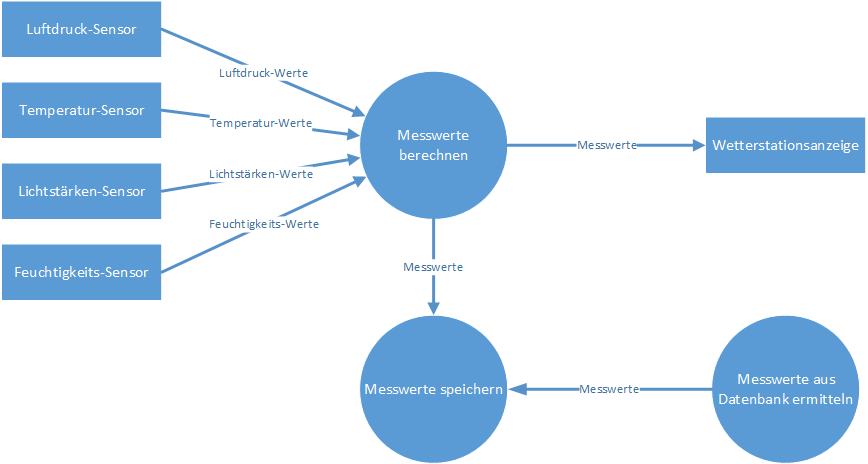 Luftdruck-Sensor
Luftdruck-Werte
Temperatur-Sensor
Temperatur-Werte
Messwerte
berechnen
Messwerte
Wetterstationsanzeige
Lichtstärken-Sensor
Lichtstärken-Werte
Feuchtigkeits-Werte
Feuchtigkeits-Sensor
Messwerte
Messwerte speichern
Messwerte
Messwerte aus
Datenbank ermitteln